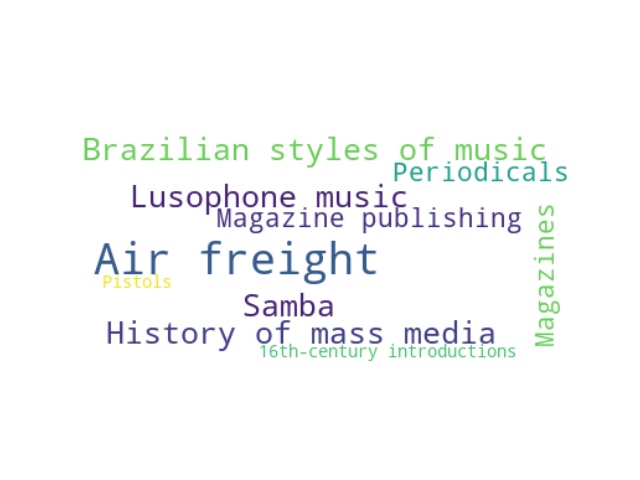 Brazilian styles of music
Periodicals
Lusophone music
Magazine publishing
Magazines
Air freight
Pistols
Samba
History of mass media
16th-century introductions